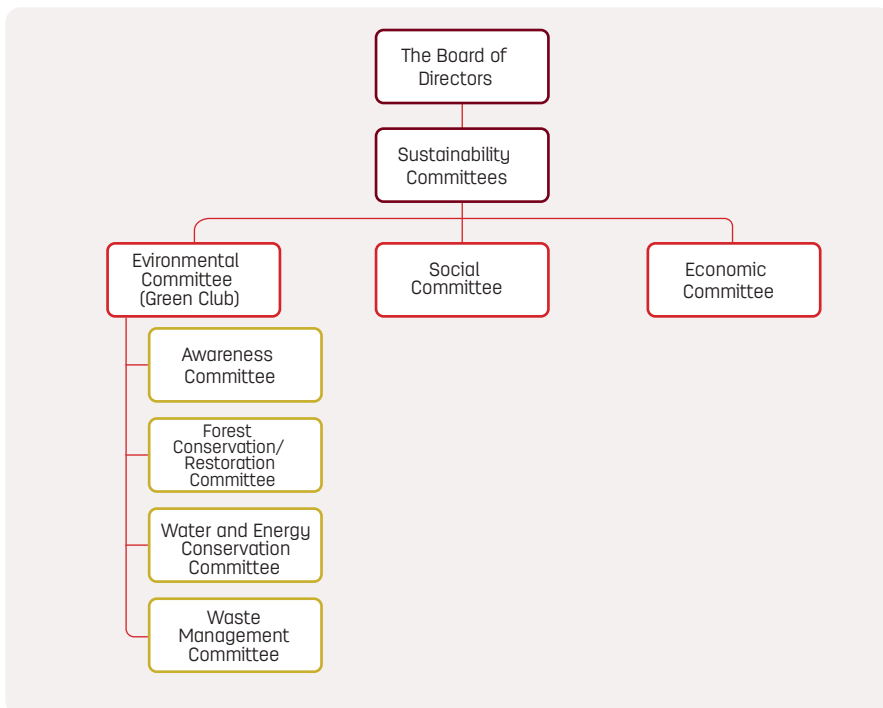 The Board of
Directors
Sustainability
Committees
Evironmental
Committee
(Green Club)
Social
Committee
Economic
Committee
Awareness
Committee
Forest
Conservation/
Restoration
Committee
Water and Energy
Conservation
Committee
Waste
Management
Committee